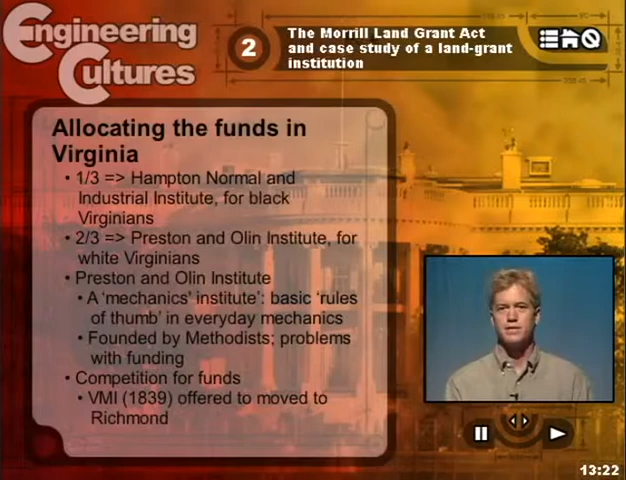 Engineering
Cultures
2
The Morrill Land Grant Act
and case study of a land-grant
institution
Allocating the funds in
Virginia
• 1/3 => Hampton Normal and
Industrial Institute, for black
Virginians
• 2/3 => Preston and Olin Institute, for
white Virginians
• Preston and Olin Institute
• A 'mechanics' institute': basic 'rules
of thumb' in everyday mechanics
• Founded by Methodists; problems
with funding
• Competition for funds
• VMI (1839) offered to moved to
Richmond
13:22